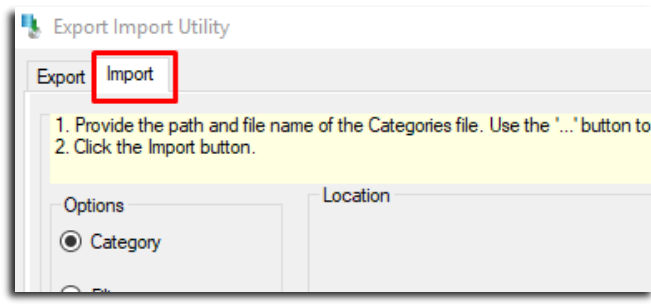 Export Import Utility
Export Import
1. Provide the path and file name of the Categories file. Use the '...' button to
2. Click the Import button.
Options
Location
Category